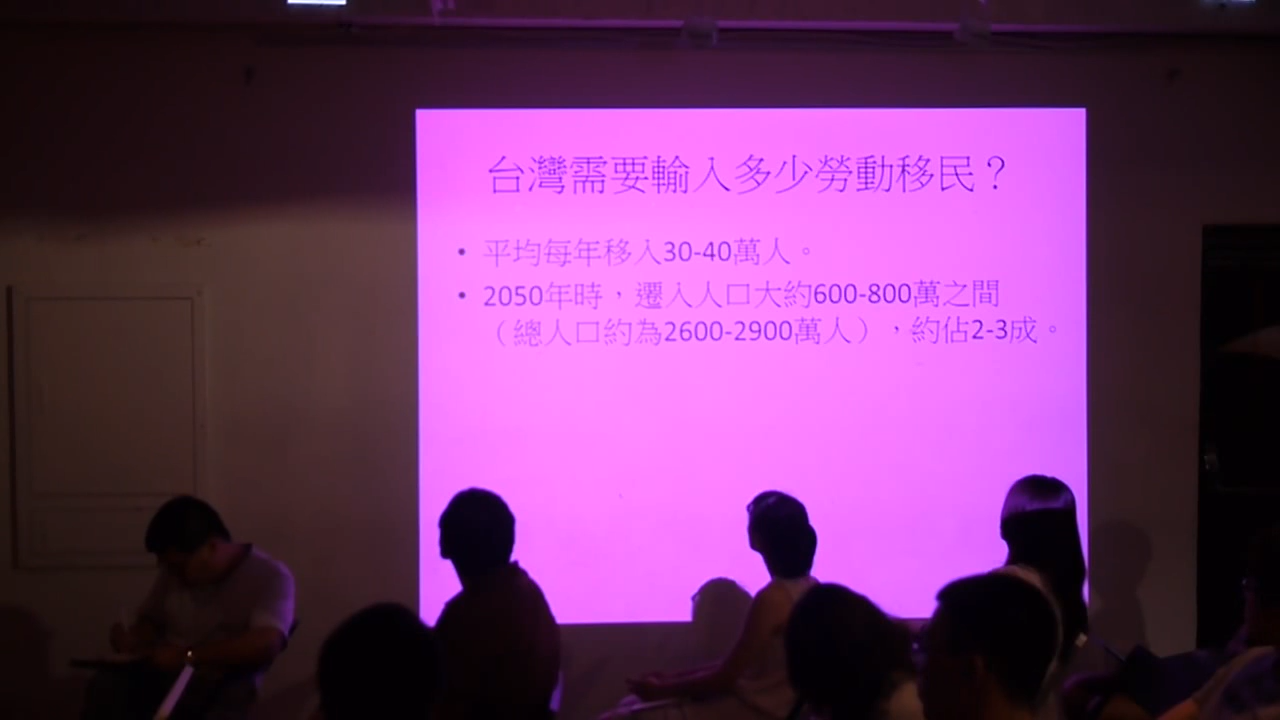 台灣需要輸入多少勞動移民？
• 平均每年移入30-40萬人。
• 2050年時，遷入人口大約600-800萬之間
（總人口約為2600-2900萬人），約佔2-3成。